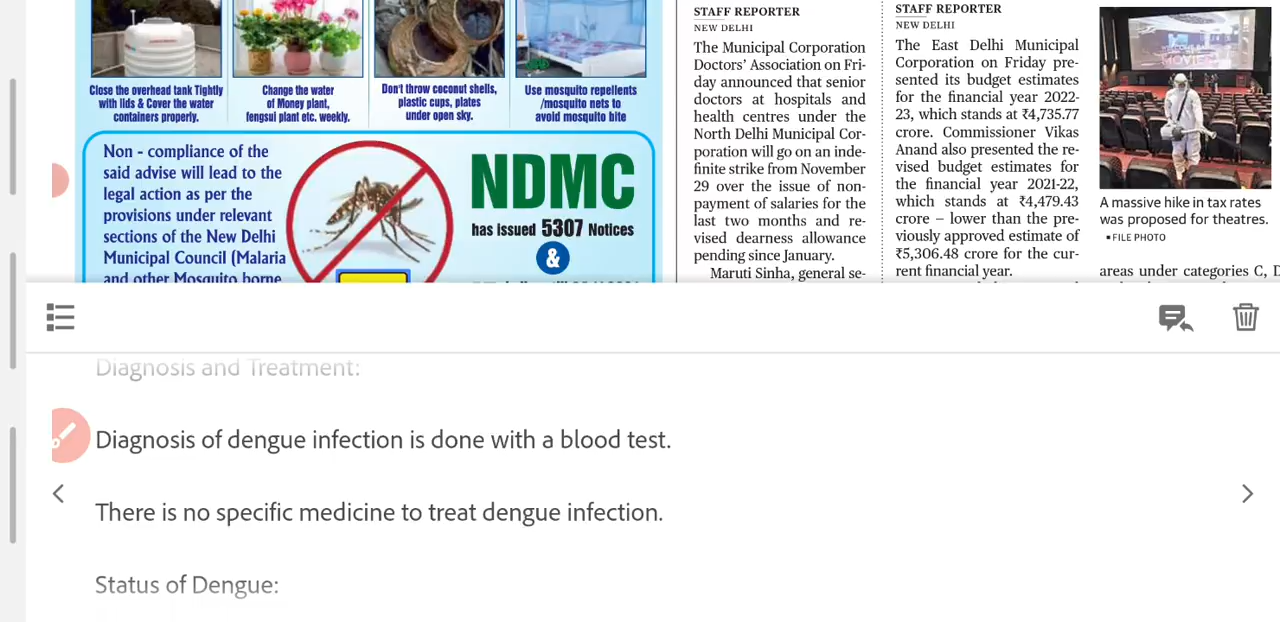 Close the overhead tank Tightly
with lids & Cover the water
containers properly.
Change the water
of Money plant,
fengsui plant etc. weekly.
Don't throw coconut shells,
plastic cups, plates
under open sky.
Use mosquito repellents
/mosquito nets to
avoid mosquito bite
Non - compliance of the
said advise will lead to the
legal action as per the
provisions under relevant
sections of the New Delhi
Municipal Council (Malaria
and other Mosquito borne
NDMC
has issued 5307 Notices
&
STAFF REPORTER
NEW DELHI
The Municipal Corporation
Doctors' Association on Fri-
day announced that senior
doctors at hospitals and
health centres under the
North Delhi Municipal Cor-
poration will go on an inde-
finite strike from November
29 over the issue of non-
payment of salaries for the
last two months and re-
vised dearness allowance
pending since January.
Maruti Sinha, general se-
STAFF REPORTER
NEW DELHI
The East Delhi Municipal
Corporation on Friday pre-
sented its budget estimates
for the financial year 2022-
23, which stands at ₹4,735.77
crore. Commissioner Vikas
Anand also presented the re-
vised budget estimates for
the financial year 2021-22,
which stands at ₹4,479.43
crore – lower than the pre-
viously approved estimate of
₹5,306.48 crore for the cur-
rent financial year.
A massive hike in tax rates
was proposed for theatres.
▪FILE PHOTO
areas under categories C, D
Diagnosis and Treatment:
Diagnosis of dengue infection is done with a blood test.
There is no specific medicine to treat dengue infection.
Status of Dengue: